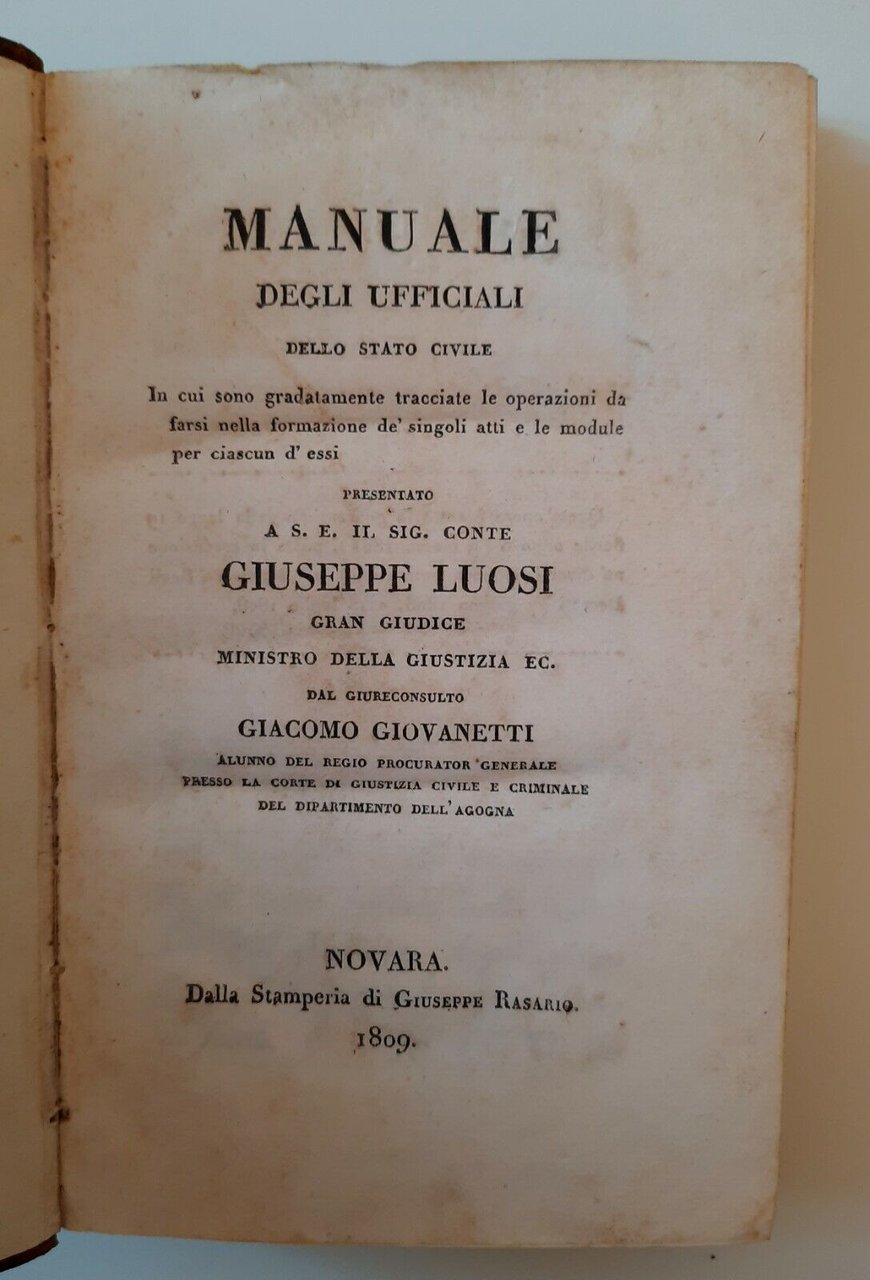 MANUALE
DEGLI UFFICIALI
DELLO STATO CIVILE
In cui sono gradatamente tracciate le operazioni da
farsi nella formazione de' singoli atti e le module
per ciascun d' essi
PRESENTATO
A S. E. IL SIG. CONTE
GIUSEPPE LUOSI
GRAN GIUDICE
MINISTRO DELLA GIUSTIZIA EC.
DAL GIURECONSULTO
GIACOMO GIOVANETTI
ALUNNO DEL REGIO PROCURATOR GENERALE
PRESSO LA CORTE DI GIUSTIZIA CIVILE E CRIMINALE
DEL DIPARTIMENTO DELL' AGOGNA
NOVARA.
Dalla Stamperia di GIUSEPPE RASARIO.
1809.